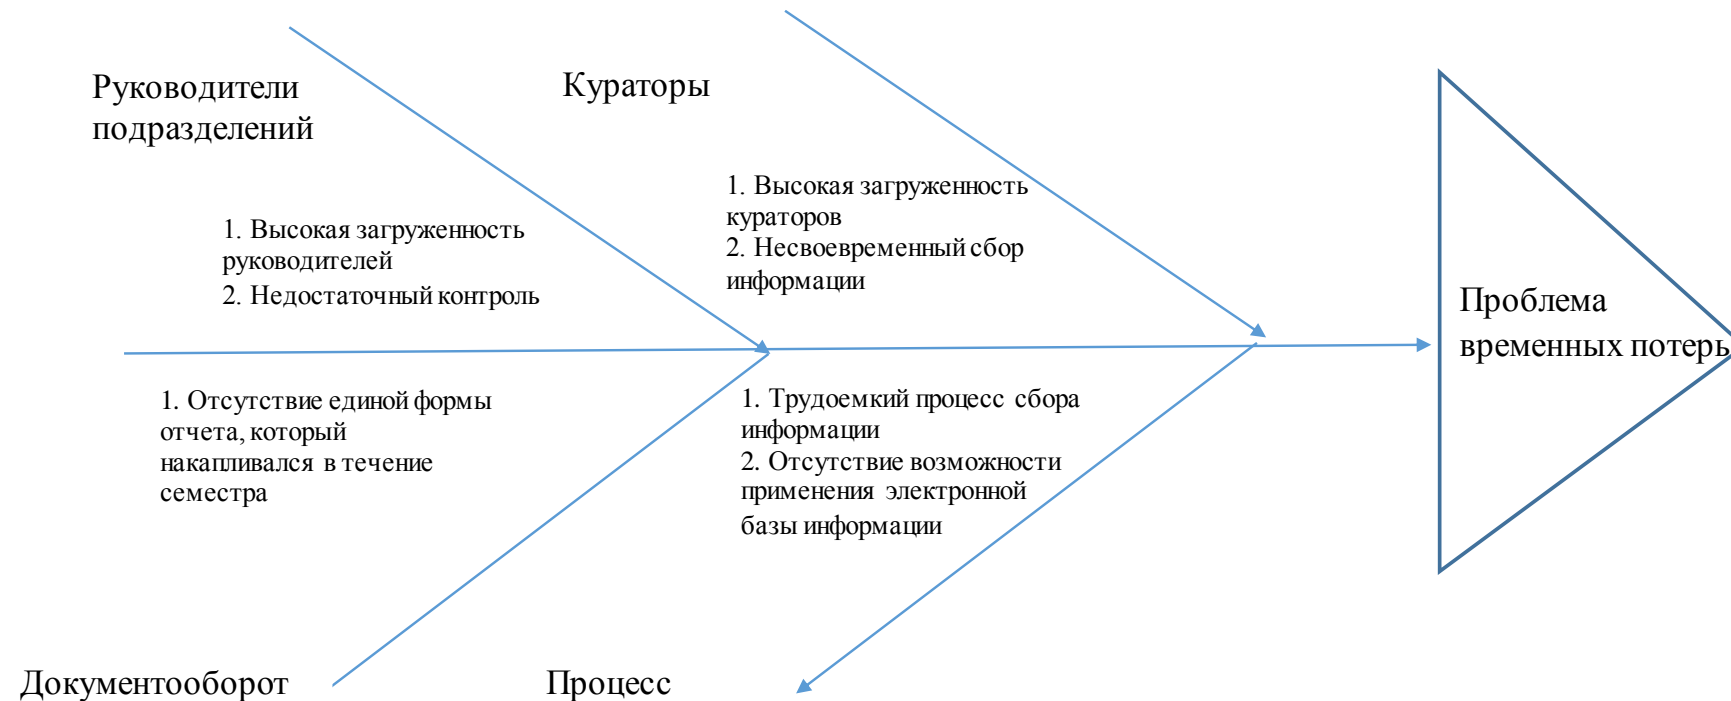 Руководители
подразделений
1. Высокая загруженность
руководителей
2. Недостаточный контроль
Кураторы
1. Высокая загруженность
кураторов
2. Несвоевременный сбор
информации
Проблема
временных потерь
1. Отсутствие единой формы
отчета, который
накапливался в течение
семестра
Документооборот
1. Трудоемкий процесс сбора
информации
2. Отсутствие возможности
применения электронной
базы информации
Процесс